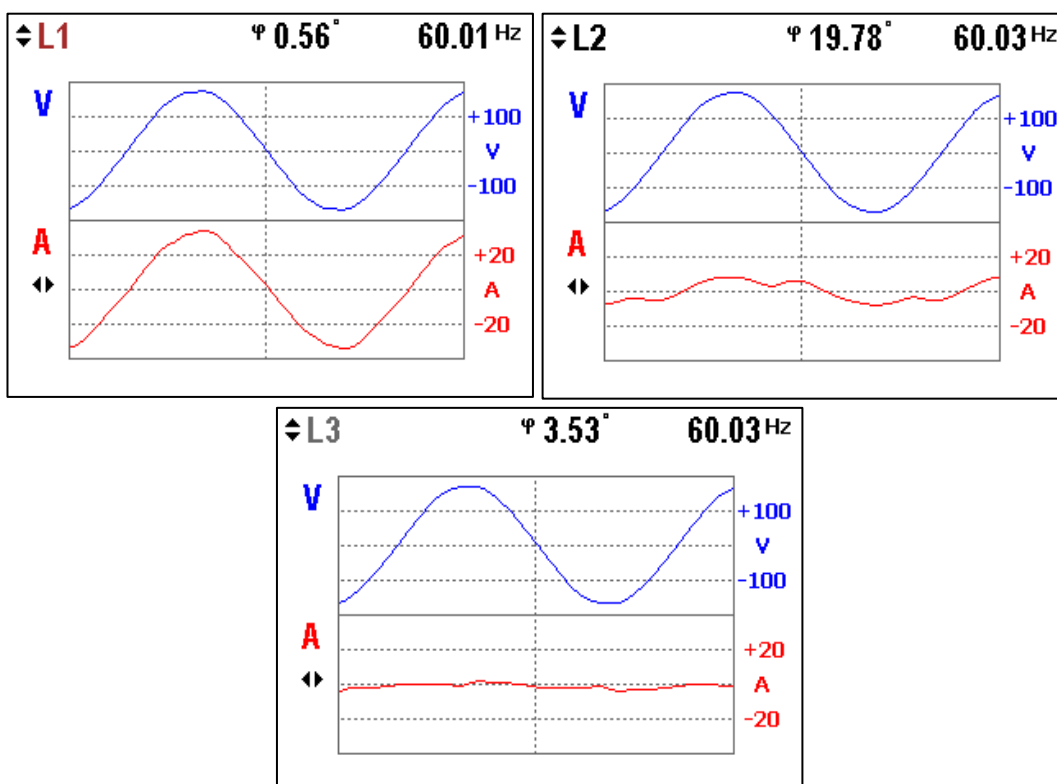 L1 φ 0.56° 60.01 Hz
V
+100
V
-100
A
+20
A
-20
L2 φ 19.78° 60.03 Hz
V
+100
V
-100
A
+20
A
-20
L3 φ 3.53° 60.03 Hz
V
+100
V
-100
A
+20
A
-20